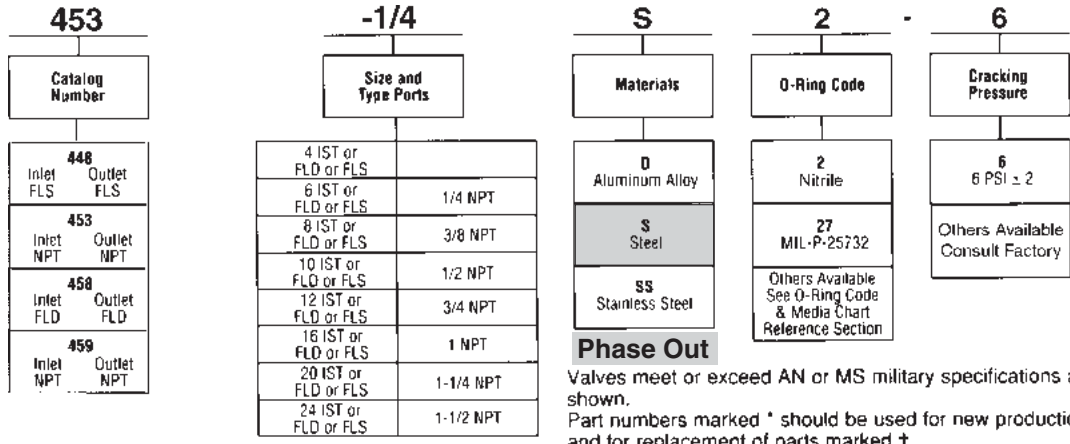 453 -1/4 S 2 - 6
Catalog
Number
Size and
Type Ports
Materials
O-Ring Code
Cracking
Pressure
448
Inlet Outlet
FLS FLS
453
Inlet Outlet
NPT NPT
458
Inlet Outlet
FLD FLD
459
Inlet Outlet
NPT NPT
4 IST or
FLD or FLS
6 IST or
FLD or FLS
1/4 NPT
8 IST or
FLD or FLS
3/8 NPT
10 IST or
FLD or FLS
1/2 NPT
12 IST or
FLD or FLS
3/4 NPT
16 IST or
FLD or FLS
1 NPT
20 IST or
FLD or FLS
1-1/4 NPT
24 IST or
FLD or FLS
1-1/2 NPT
D
Aluminum Alloy
S
Steel
SS
Stainless Steel
Phase Out
2
Nitrile
27
MIL-P-25732
Others Available
See O-Ring Code
& Media Chart
Reference Section
6
6 PSI ± 2
Others Available
Consult Factory
Valves meet or exceed AN or MS military specifications
shown.
Part numbers marked * should be used for new
and for replacement of parts marked †